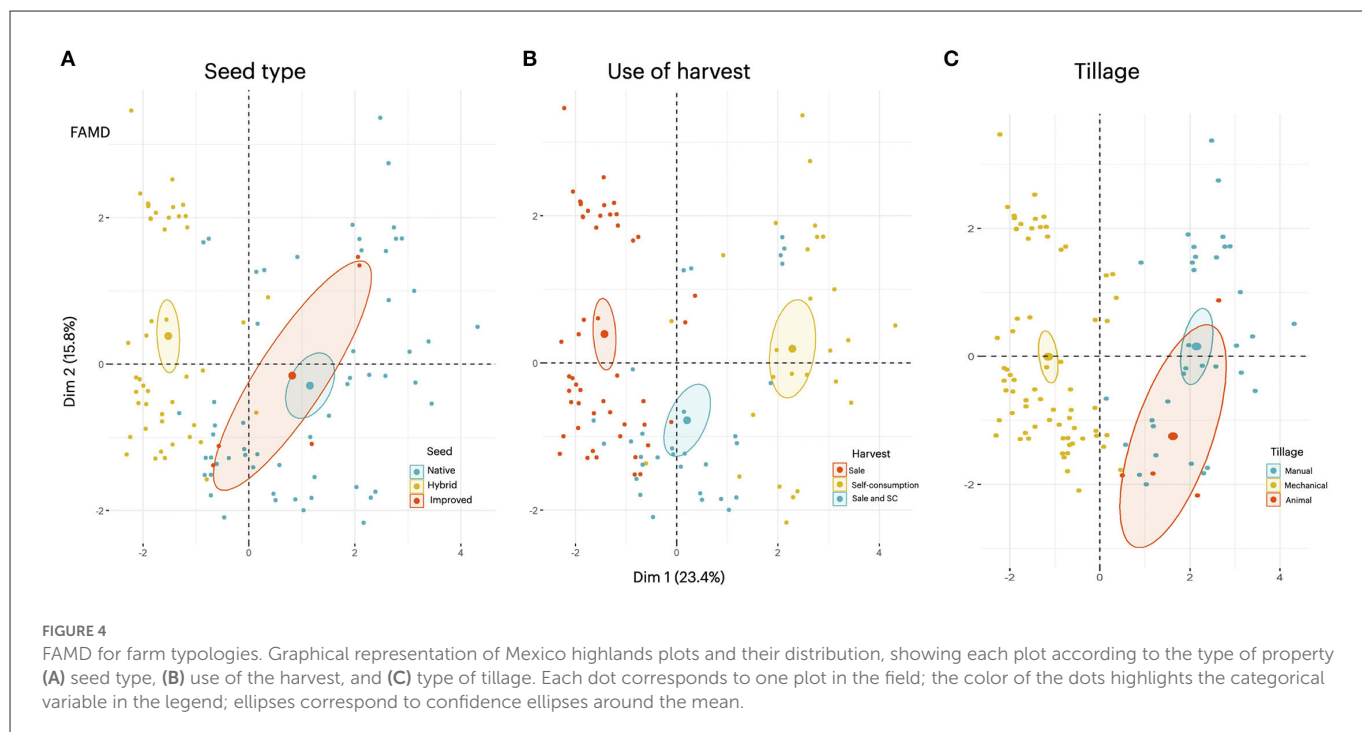 A
Seed type
FAMD
Dim 2 (15.8%)
2
0
-2
-2
0
2
4
Seed
Native
Hybrid
Improved
B
Use of harvest
2
0
-2
-2
0
2
4
Dim 1 (23.4%)
Harvest
Sale
Self-consumption
Sale and SC
C
Tillage
2
0
-2
-2
0
2
4
Tillage
Manual
Mechanical
Animal
FIGURE 4
FAMD for farm typologies. Graphical representation of Mexico highlands plots and their distribution, showing each plot according to the type of property
(A) seed type, (B) use of the harvest, and (C) type of tillage. Each dot corresponds to one plot in the field; the color of the dots highlights the categorical
variable in the legend; ellipses correspond to confidence ellipses around the mean.